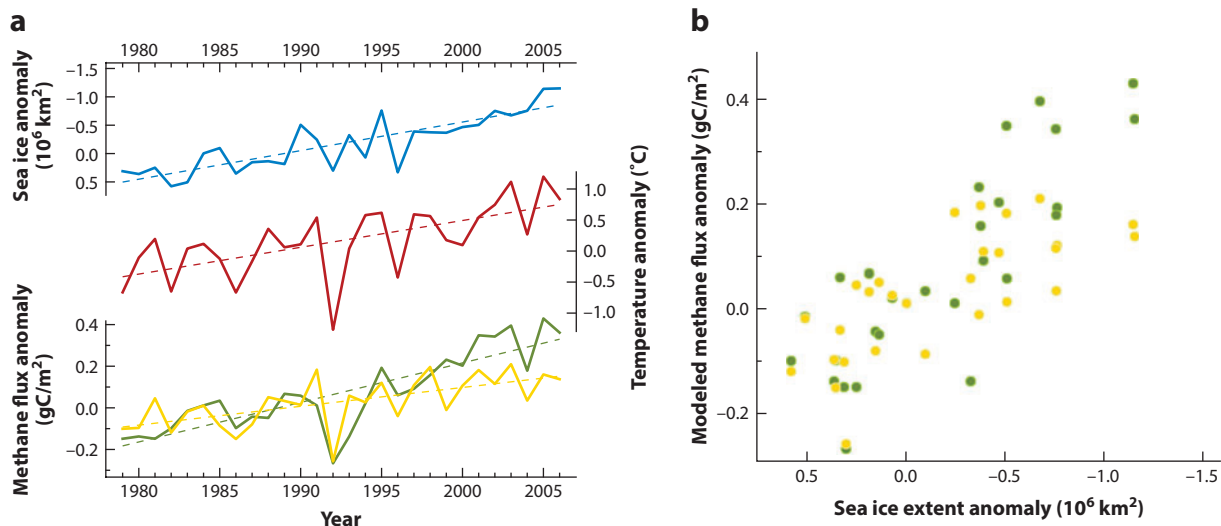 a
1980 1985 1990 1995 2000 2005
Sea ice anomaly
(10⁶ km²)
−1.5
−1.0
−0.5
0.0
0.5
Temperature anomaly (˚C)
1.0
0.5
0.0
−0.5
−1.0
Methane flux anomaly
(gC/m²)
0.4
0.2
0.0
−0.2
1980 1985 1990 1995 2000 2005
Year
b
Modeled methane flux anomaly (gC/m²)
0.4
0.2
0.0
−0.2
0.5 0.0 −0.5 −1.0 −1.5
Sea ice extent anomaly (10⁶ km²)